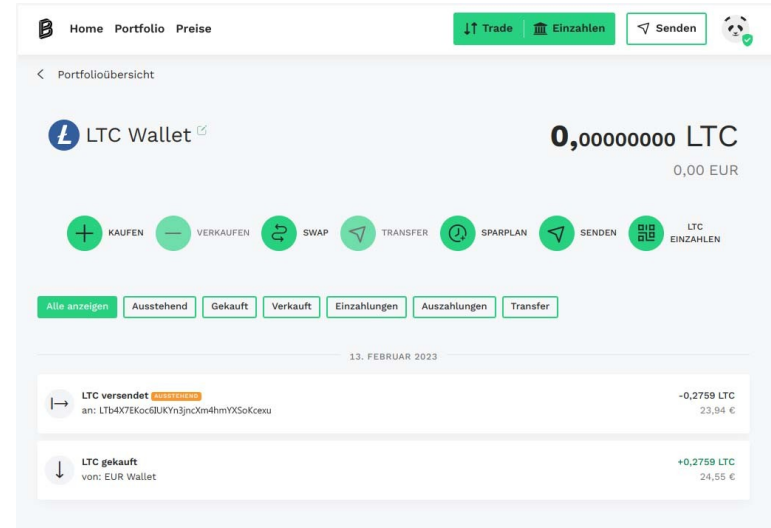 Home Portfolio Preise
Trade Einzahlen Senden
Portfolioübersicht
LTC Wallet
0,00000000 LTC
0,00 EUR
KAUFEN VERKAUFEN SWAP TRANSFER SPARPLAN SENDEN LTC EINZAHLEN
Alle anzeigen Ausstehend Gekauft Verkauft Einzahlungen Auszahlungen Transfer
13. FEBRUAR 2023
LTC versendet AUSSTEHEND -0,2759 LTC
an: LTb4X7EKoc6IUKYn3jncXm4hmYXSoKcexu 23,94 €
LTC gekauft +0,2759 LTC
von: EUR Wallet 24,55 €